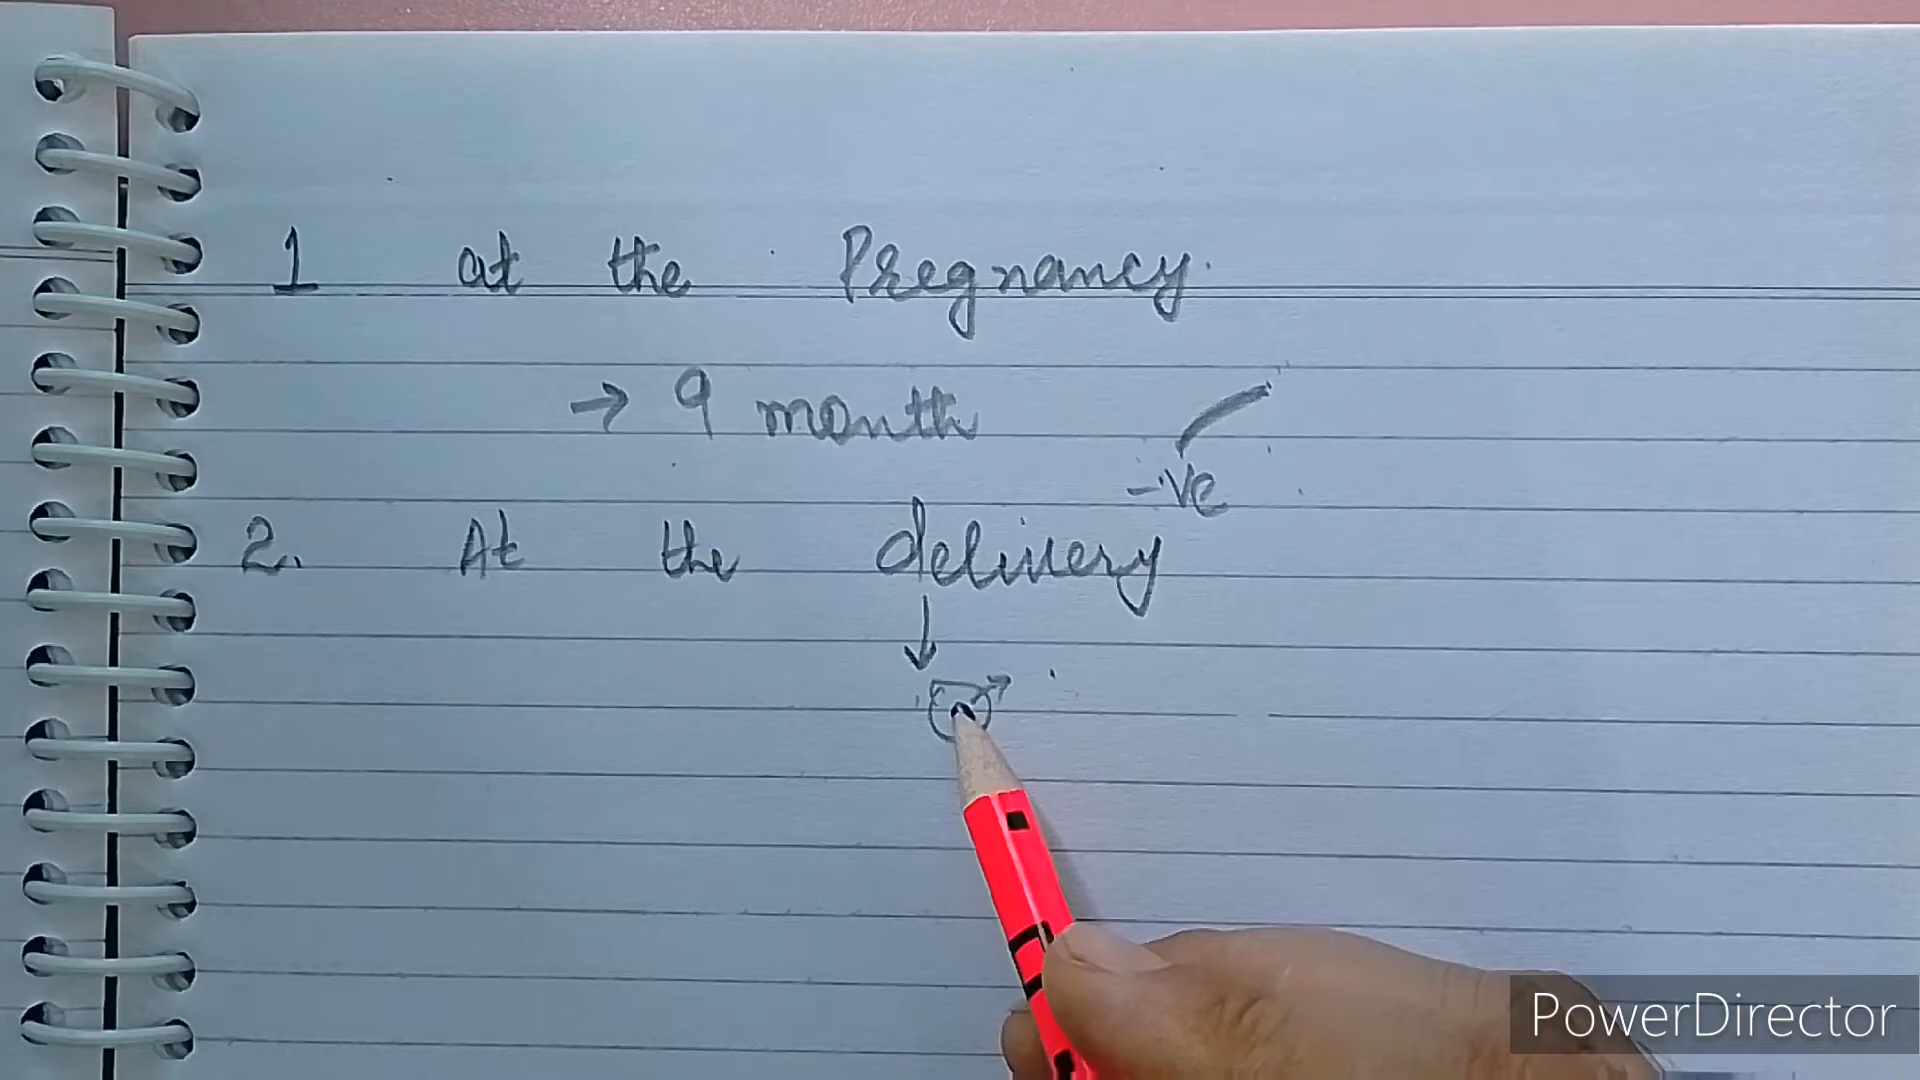 1 at the Pregnancy.
→ 9 month
-ve
2. At the delivery
↓
PowerDirector